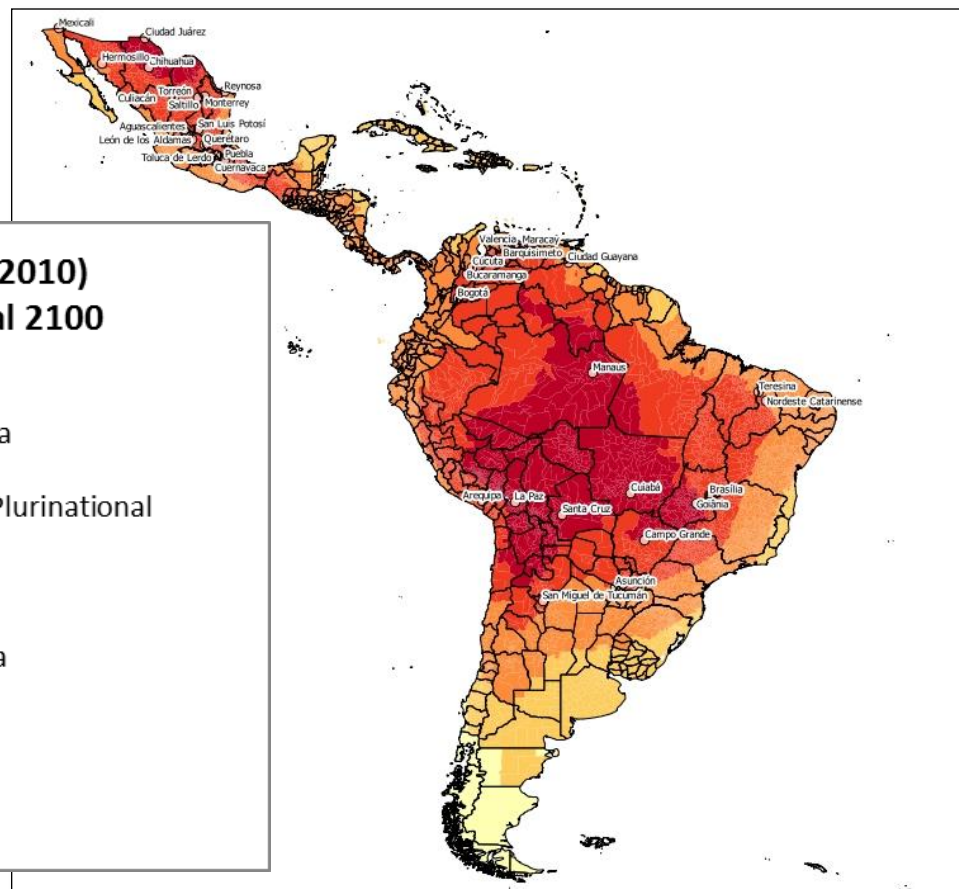 Mexicali
Ciudad Juárez
Hermosillo
Chihuahua
Reynosa
Torreón
Culiacán
Saltillo
Monterrey
Aguascalientes
San Luis Potosí
León de los Aldamas
Querétaro
Toluca de Lerdo
Puebla
Cuernavaca
2010)
al 2100
a
Plurinational
a
Valencia
Maracay
Barquisimeto
Ciudad Guayana
Cúcuta
Bucaramanga
Bogotá
Manaus
Teresina
Nordeste Catarinense
Arequipa
La Paz
Santa Cruz
Cuiabá
Brasília
Goiânia
Campo Grande
Asunción
San Miguel de Tucumán